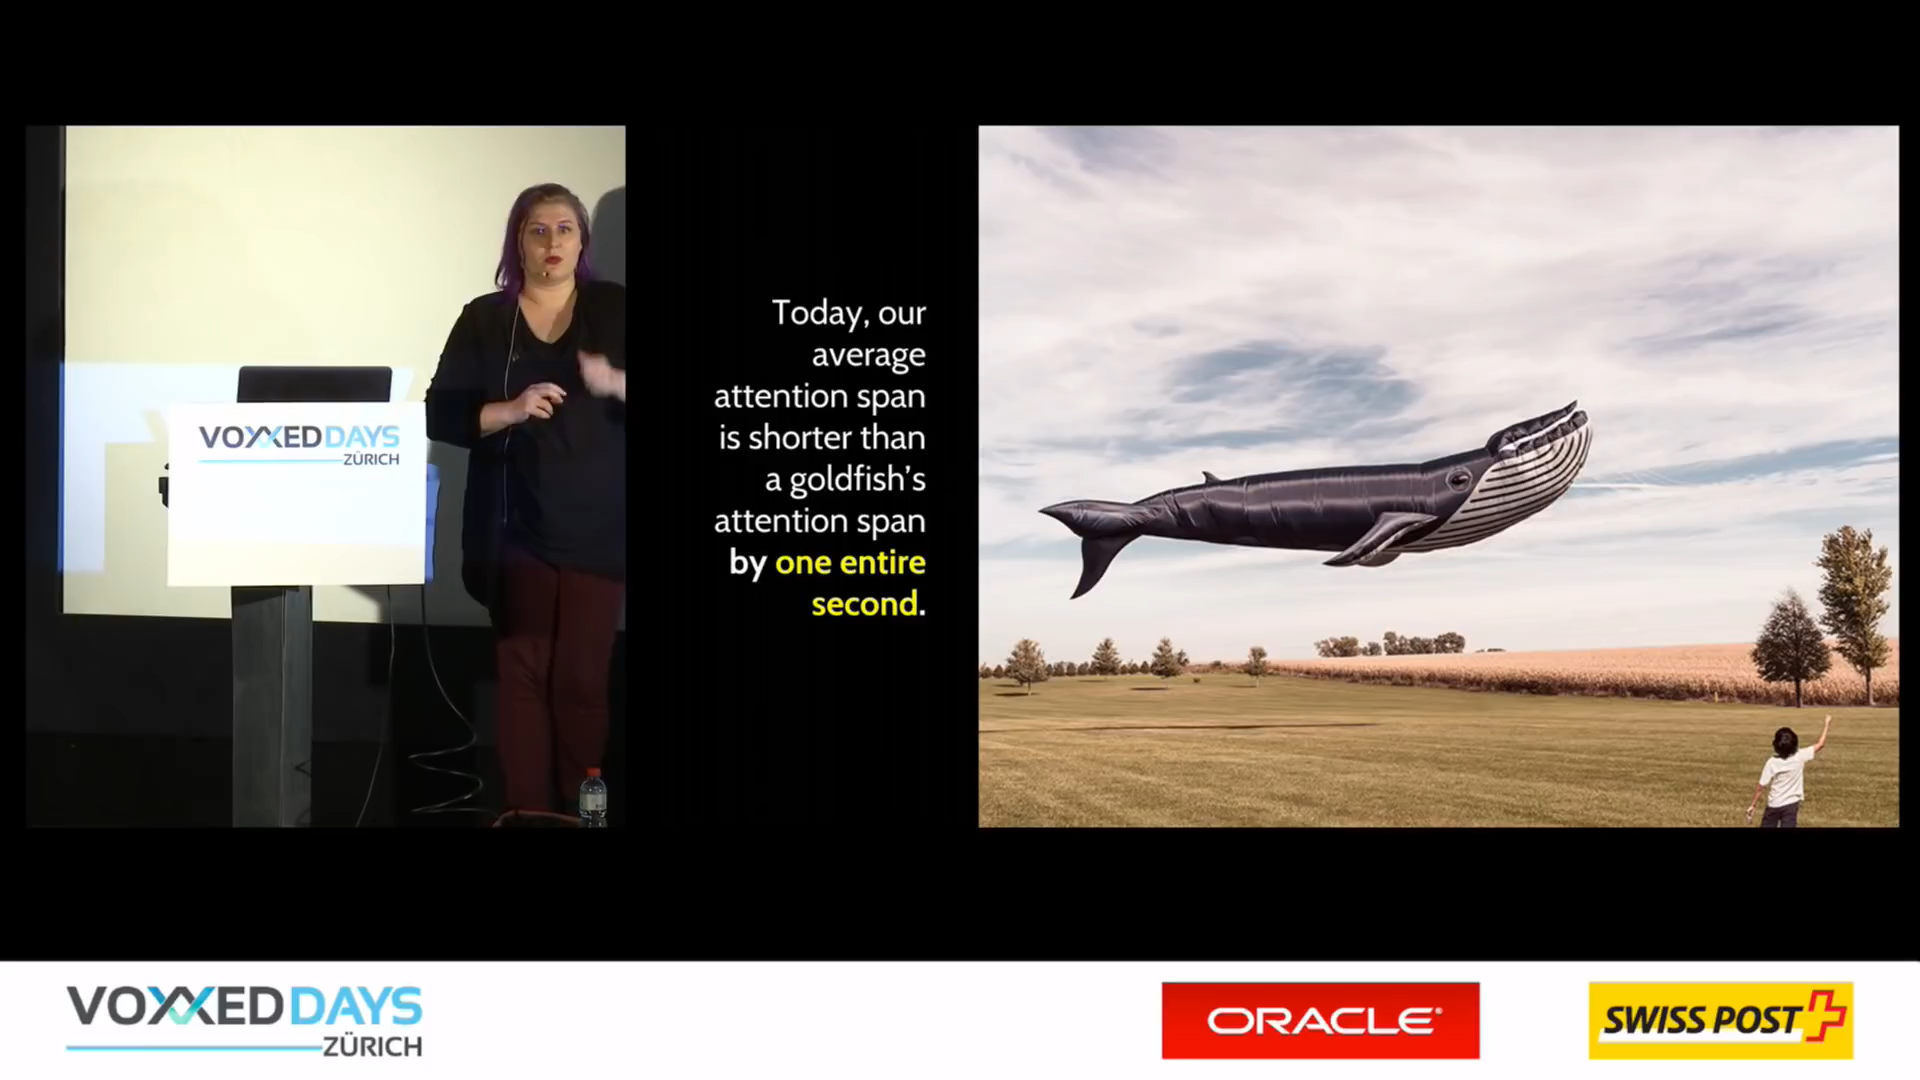 VOXXED DAYS
ZÜRICH
Today, our
average
attention span
is shorter than
a goldfish's
attention span
by one entire
second.
VOXXED DAYS
ZÜRICH
ORACLE
SWISS POST